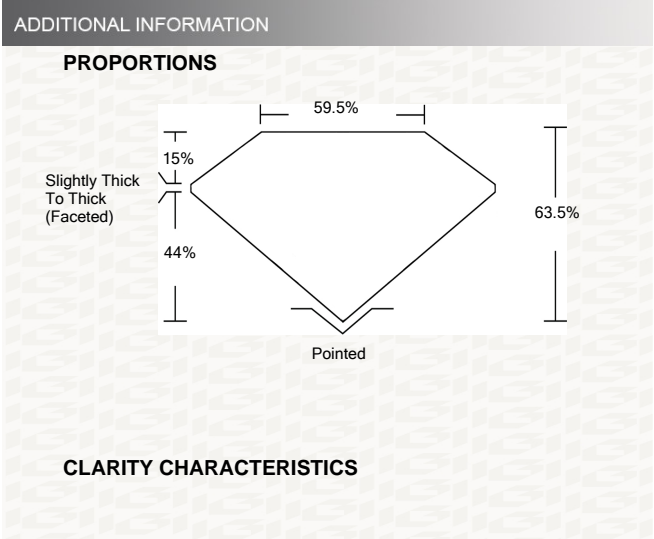 ADDITIONAL INFORMATION
PROPORTIONS
59.5%
15%
Slightly Thick
To Thick
(Faceted)
63.5%
44%
Pointed
CLARITY CHARACTERISTICS